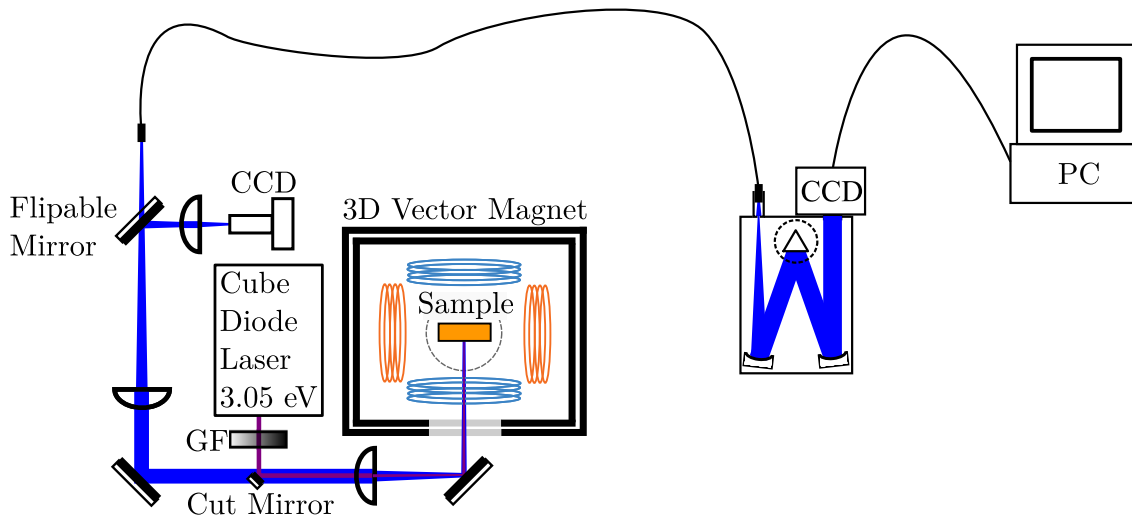 Flipable
Mirror
CCD
3D Vector Magnet
Cube
Diode
Laser
3.05 eV
Sample
GF
Cut Mirror
CCD
PC